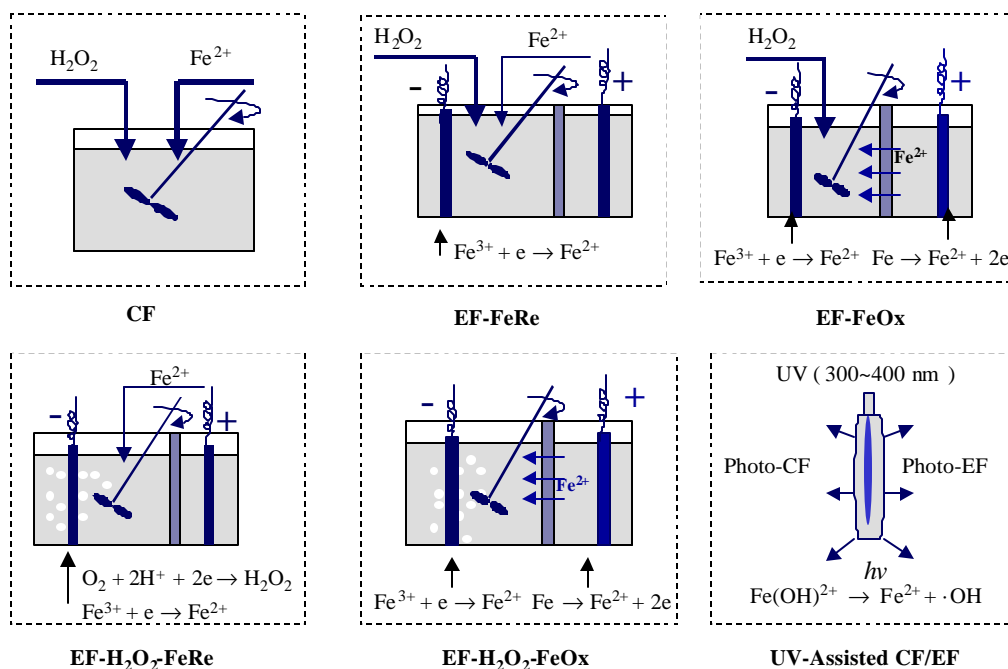 H₂O₂
Fe²⁺
CF
H₂O₂
Fe²⁺
-
+
Fe³⁺ + e → Fe²⁺
EF-FeRe
H₂O₂
-
+
Fe²⁺
Fe³⁺ + e → Fe²⁺ Fe → Fe²⁺ + 2e
EF-FeOx
Fe²⁺
-
+
O₂ + 2H⁺ + 2e → H₂O₂
Fe³⁺ + e → Fe²⁺
EF-H₂O₂-FeRe
-
+
Fe²⁺
Fe³⁺ + e → Fe²⁺ Fe → Fe²⁺ + 2e
EF-H₂O₂-FeOx
UV ( 300~400 nm )
Photo-CF
Photo-EF
hν
Fe(OH)²⁺ → Fe²⁺ + ·OH
UV-Assisted CF/EF